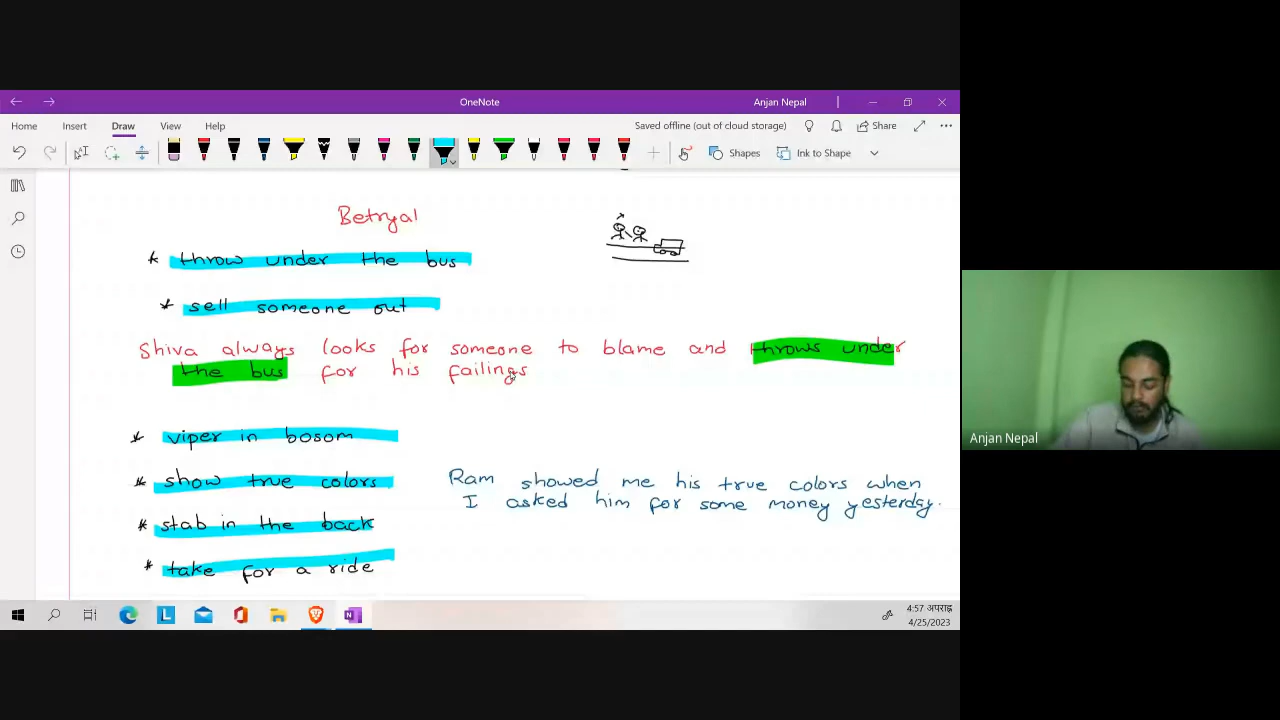 OneNote
Anjan Nepal
Home Insert Draw View Help
Saved offline (out of cloud storage)
Share
Shapes
Ink to Shape
Betryal
* throw under the bus
* sell someone out
Shiva always looks for someone to blame and throws under
the bus for his failings
* viper in bosom
* show true colors
Ram showed me his true colors when
I asked him for some money yesterday.
* stab in the back
* take for a ride
Anjan Nepal
4:57 अपराह्न
4/25/2023